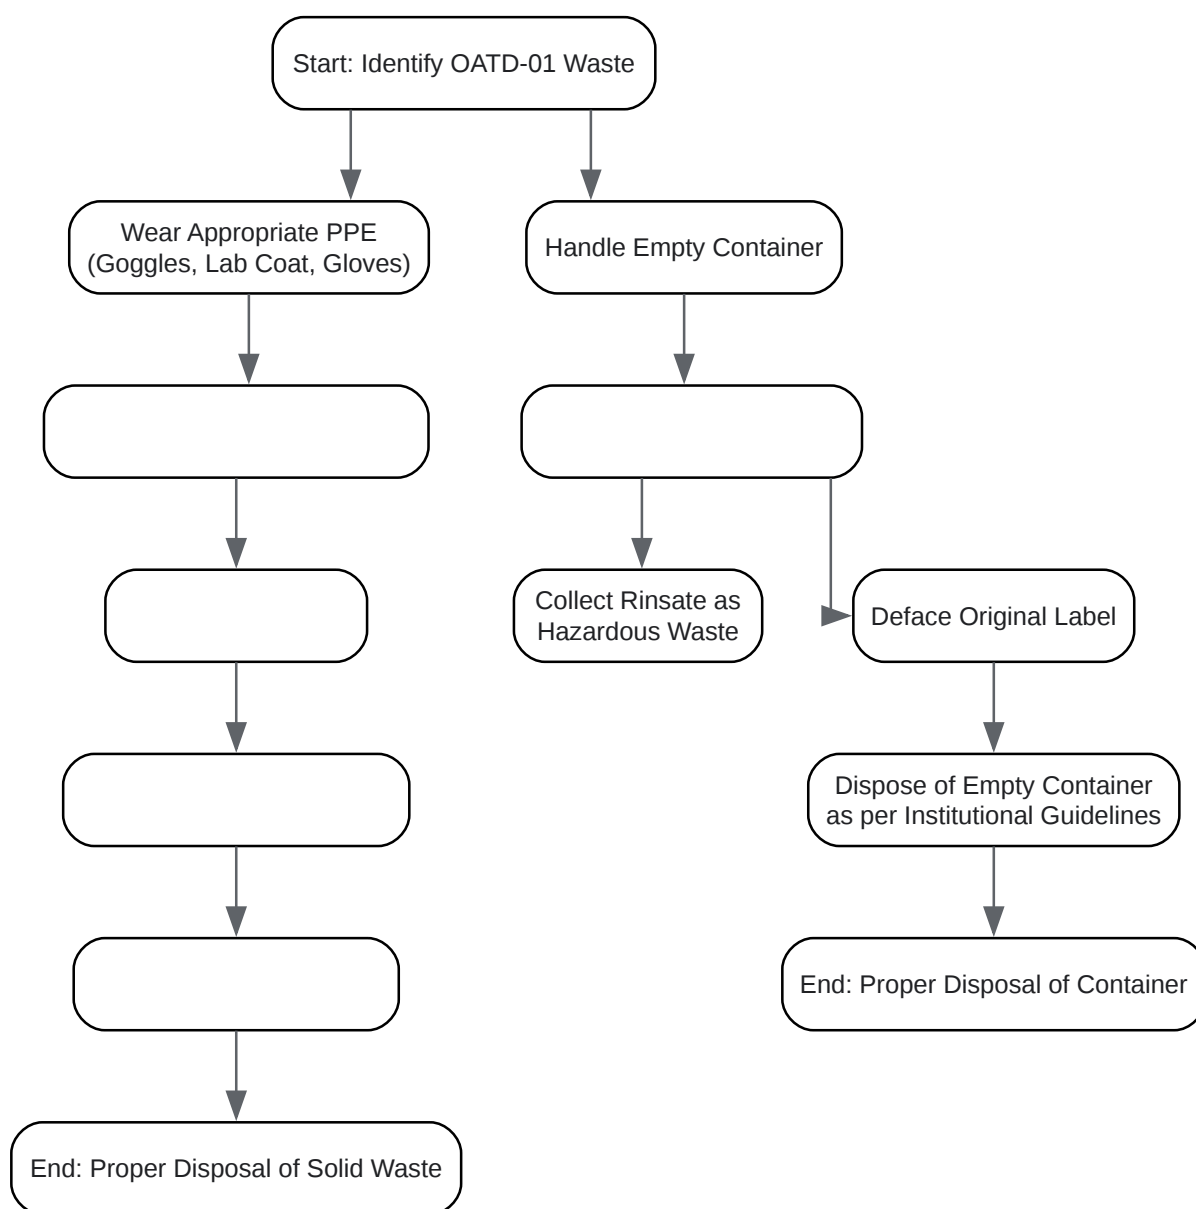 Start: Identify OATD-01 Waste
Wear Appropriate PPE
(Goggles, Lab Coat, Gloves)
Handle Empty Container
Collect Rinsate as
Hazardous Waste
Deface Original Label
Dispose of Empty Container
as per Institutional Guidelines
End: Proper Disposal of Container
End: Proper Disposal of Solid Waste